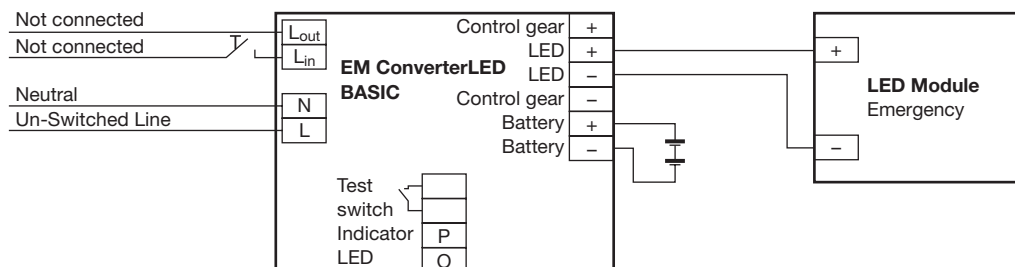 Not connected
Not connected
Neutral
Un-Switched Line
Lout
Lin
N
L
EM ConverterLED
BASIC
Control gear +
LED +
LED –
Control gear –
Battery +
Battery –
Test
switch
Indicator P
LED O
+
–
LED Module
Emergency